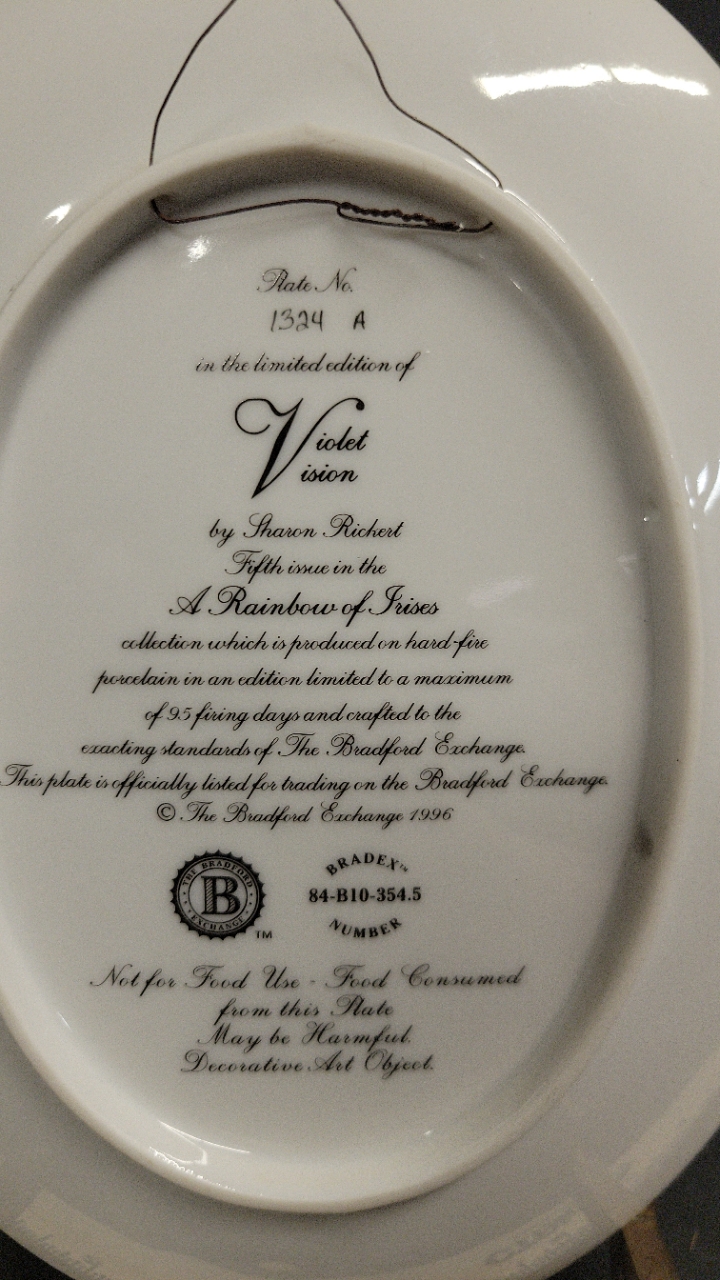 Plate No.
1324 A
in the limited edition of
Violet
Vision
by Sharon Rickert
Fifth issue in the
A Rainbow of Irises
collection which is produced on hard-fire
porcelain in an edition limited to a maximum
of 95 firing days and crafted to the
exacting standards of The Bradford Exchange.
This plate is officially listed for trading on the Bradford Exchange.
© The Bradford Exchange 1996
THE BRADFORD
B
EXCHANGE
TM
BRADEX™
84-B10-354.5
NUMBER
Not for Food Use - Food Consumed
from this Plate
May be Harmful.
Decorative Art Object.